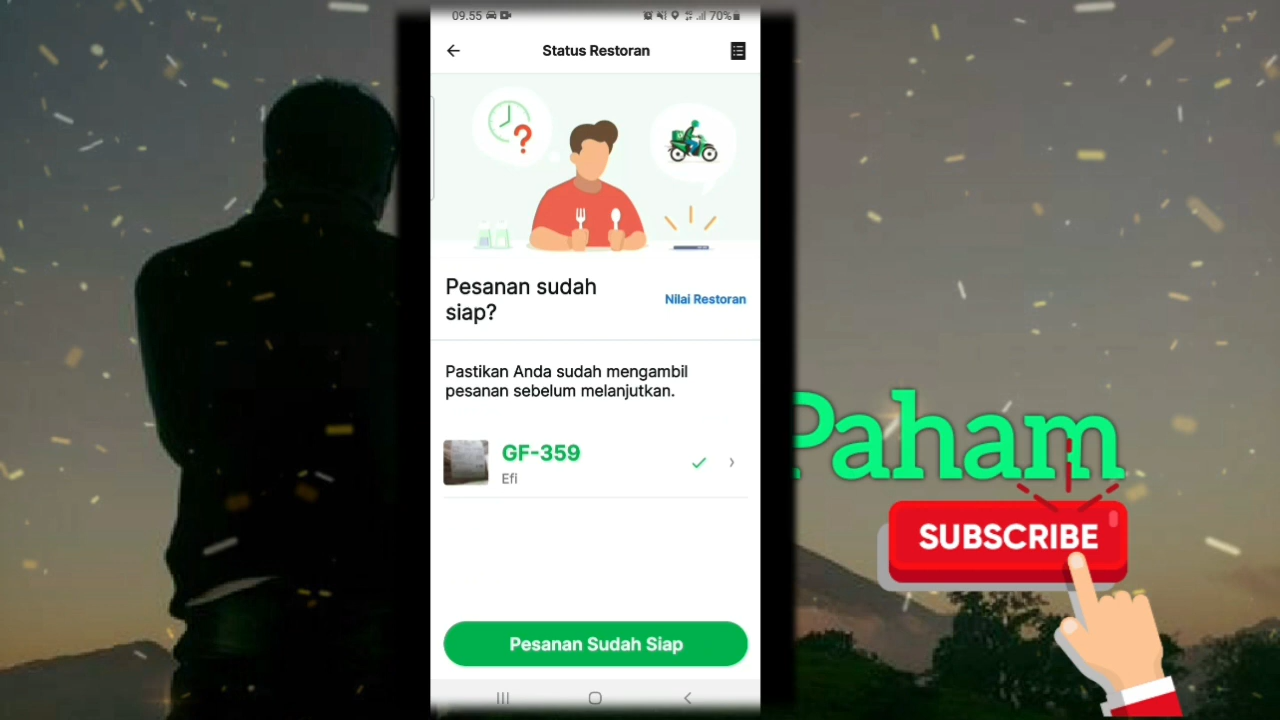 09.55
70%
Status Restoran
?
Pesanan sudah
siap?
Nilai Restoran
Pastikan Anda sudah mengambil
pesanan sebelum melanjutkan.
GF-359
Efi
Pesanan Sudah Siap
Paham
SUBSCRIBE